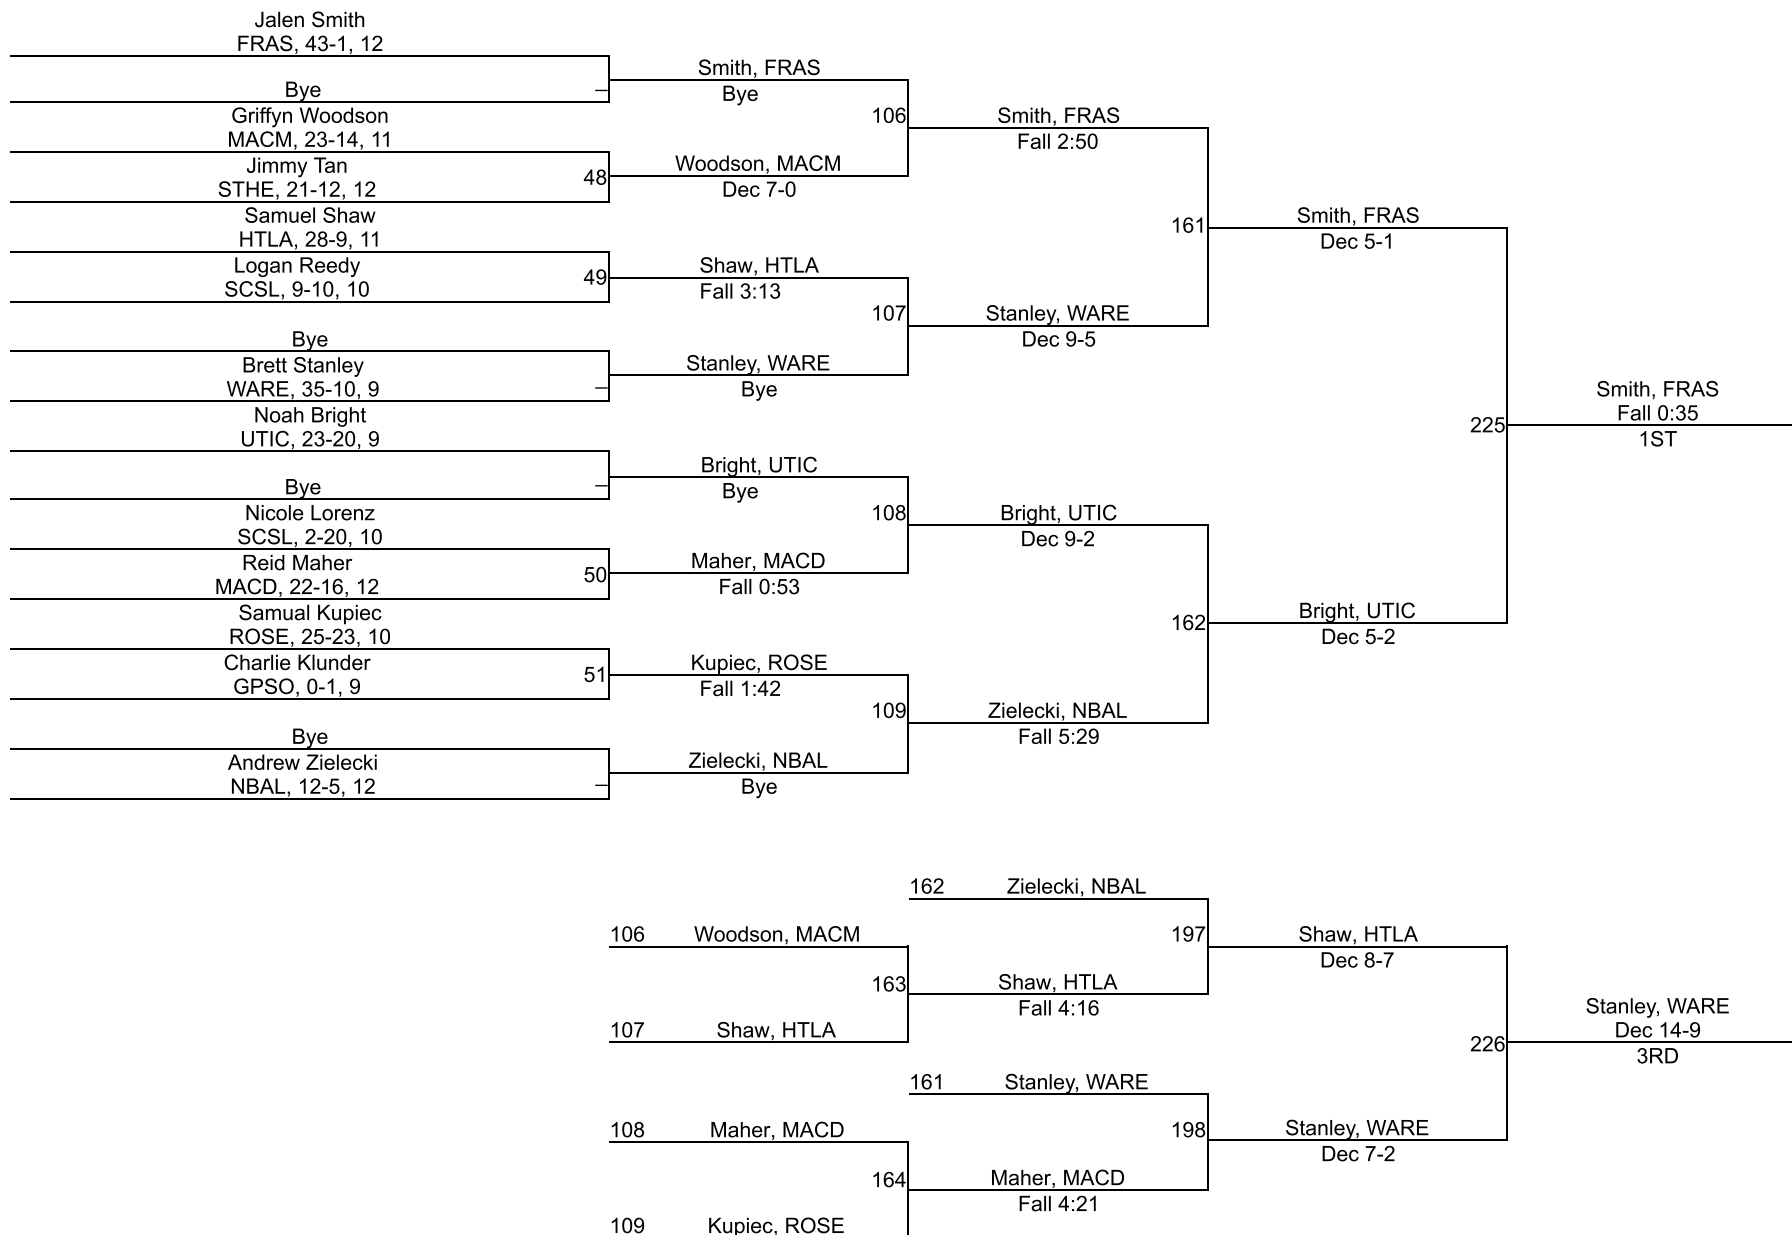 Jalen Smith
FRAS, 43-1, 12
Bye
–
Griffyn Woodson
MACM, 23-14, 11
Jimmy Tan
STHE, 21-12, 12
48
Samuel Shaw
HTLA, 28-9, 11
Logan Reedy
SCSL, 9-10, 10
49
Bye
Brett Stanley
WARE, 35-10, 9
–
Noah Bright
UTIC, 23-20, 9
Bye
–
Nicole Lorenz
SCSL, 2-20, 10
Reid Maher
MACD, 22-16, 12
50
Samual Kupiec
ROSE, 25-23, 10
Charlie Klunder
GPSO, 0-1, 9
51
Bye
Andrew Zielecki
NBAL, 12-5, 12
–
Smith, FRAS
Bye
106
Woodson, MACM
Dec 7-0
Shaw, HTLA
Fall 3:13
107
Stanley, WARE
Bye
Bright, UTIC
Bye
108
Maher, MACD
Fall 0:53
Kupiec, ROSE
Fall 1:42
109
Zielecki, NBAL
Bye
Smith, FRAS
Fall 2:50
161
Stanley, WARE
Dec 9-5
Bright, UTIC
Dec 9-2
162
Zielecki, NBAL
Fall 5:29
Smith, FRAS
Dec 5-1
225
Bright, UTIC
Dec 5-2
Smith, FRAS
Fall 0:35
1ST
162 Zielecki, NBAL
106 Woodson, MACM
163
107 Shaw, HTLA
197
Shaw, HTLA
Fall 4:16
161 Stanley, WARE
108 Maher, MACD
164
109 Kupiec, ROSE
198
Maher, MACD
Fall 4:21
Shaw, HTLA
Dec 8-7
226
Stanley, WARE
Dec 7-2
Stanley, WARE
Dec 14-9
3RD